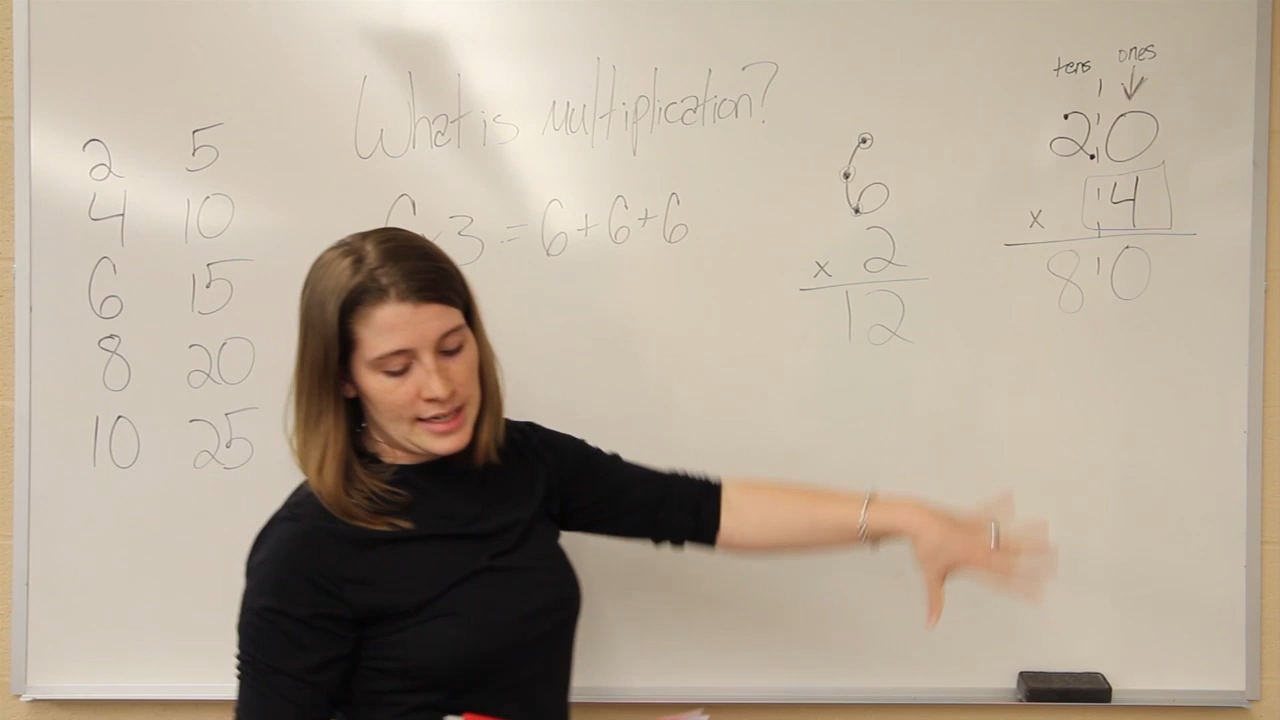 What is multiplication?
6 x 3 = 6+6+6
2 5
4 10
6 15
8 20
10 25
6
x 2
12
tens ones
20
x 4
80